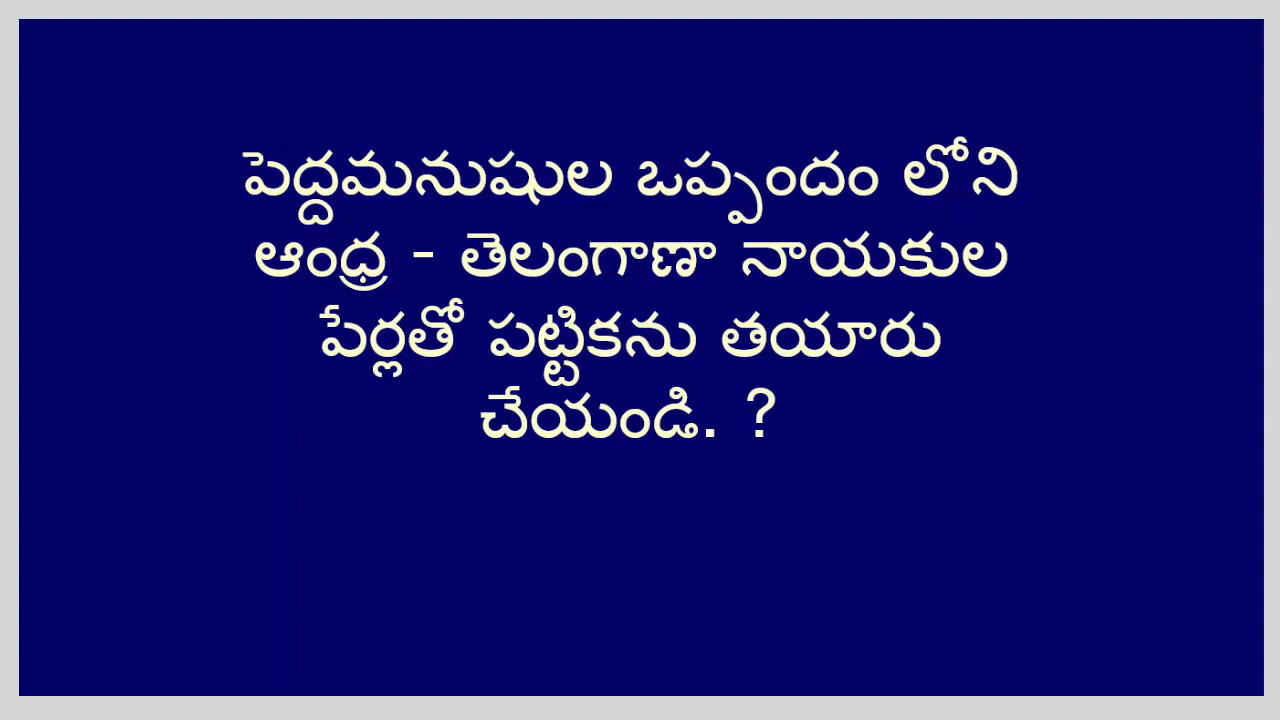 పెద్దమనుషుల ఒప్పందం లోని
ఆంధ్ర - తెలంగాణా నాయకుల
పేర్లతో పట్టికను తయారు
చేయండి. ?